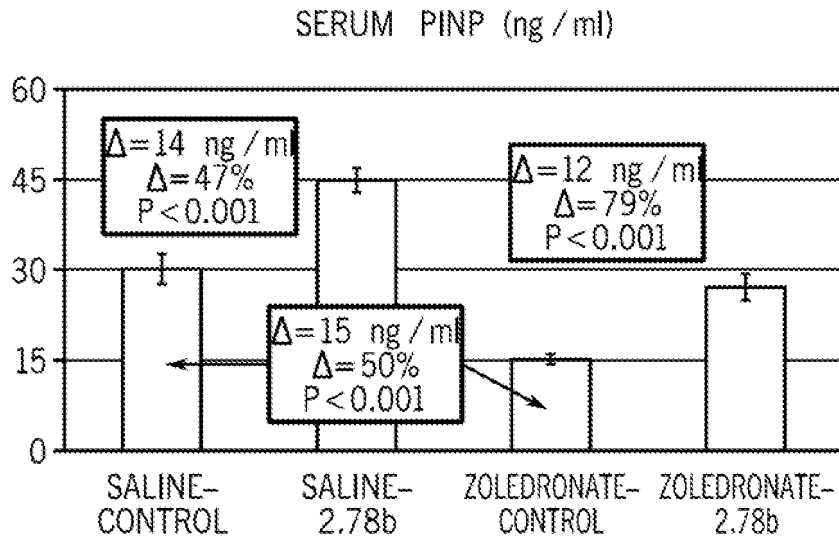 SERUM PINP (ng / ml)
60
45
30
15
0
Δ=14 ng / ml
Δ=47%
P<0.001
Δ=12 ng / ml
Δ=79%
P<0.001
Δ=15 ng / ml
Δ=50%
P<0.001
SALINE–
CONTROL
SALINE–
2.78b
ZOLEDRONATE–
CONTROL
ZOLEDRONATE–
2.78b